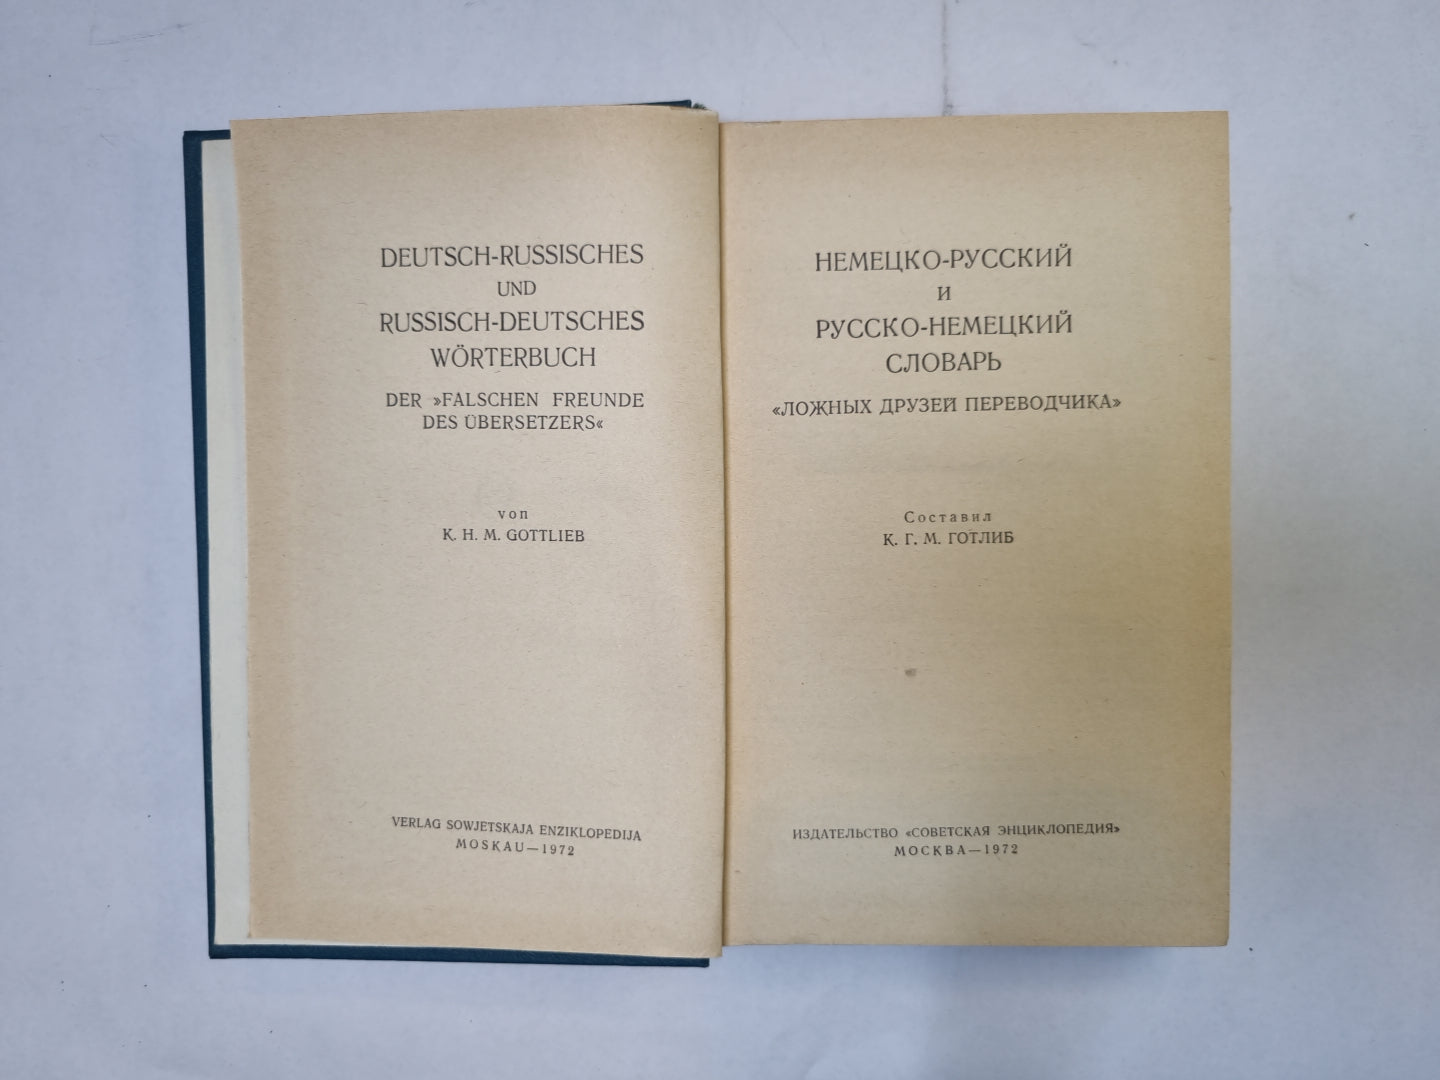 DEUTSCH-RUSSISCHES
UND
RUSSISCH-DEUTSCHES
WÖRTERBUCH
DER »FALSCHEN FREUNDE
DES ÜBERSETZERS«
von
K. H. M. GOTTLIEB
VERLAG SOWJETSKAJA ENZIKLOPEDIJA
MOSKAU—1972
НЕМЕЦКО-РУССКИЙ
И
РУССКО-НЕМЕЦКИЙ
СЛОВАРЬ
«ЛОЖНЫХ ДРУЗЕЙ ПЕРЕВОДЧИКА»
Составил
К. Г. М. ГОТЛИБ
ИЗДАТЕЛЬСТВО «СОВЕТСКАЯ ЭНЦИКЛОПЕДИЯ»
МОСКВА—1972